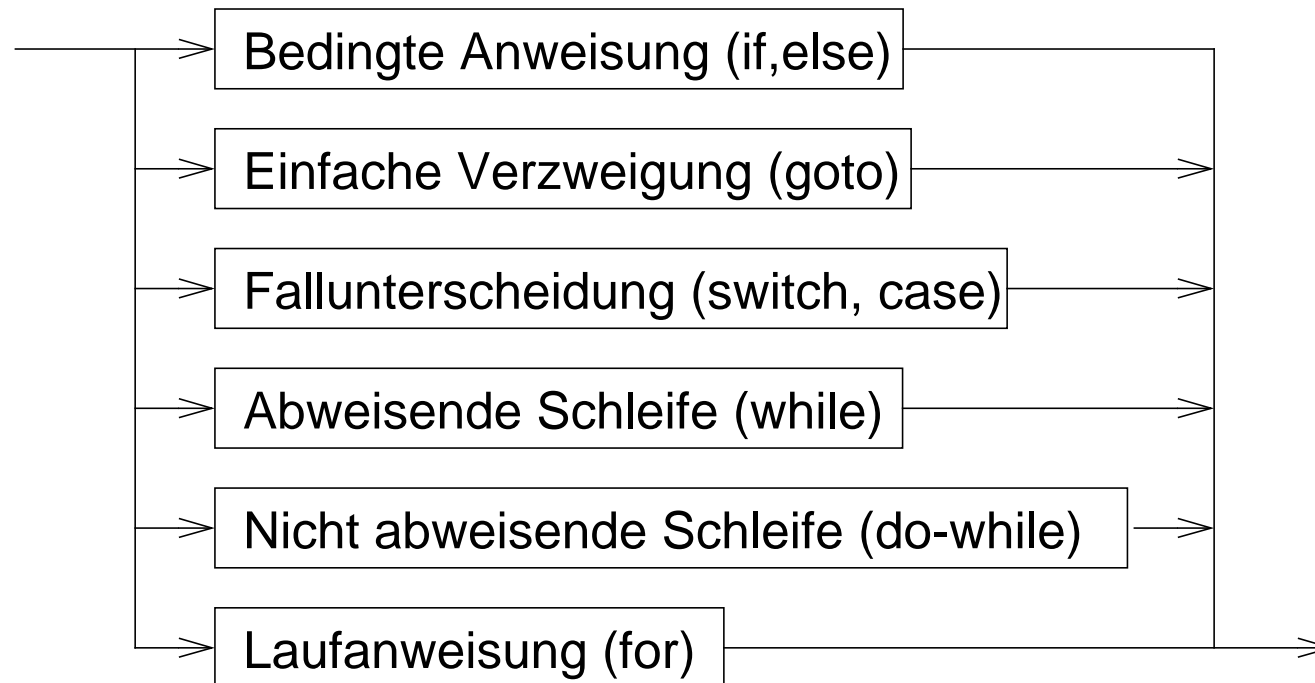 Bedingte Anweisung (if,else)
Einfache Verzweigung (goto)
Fallunterscheidung (switch, case)
Abweisende Schleife (while)
Nicht abweisende Schleife (do-while)
Laufanweisung (for)